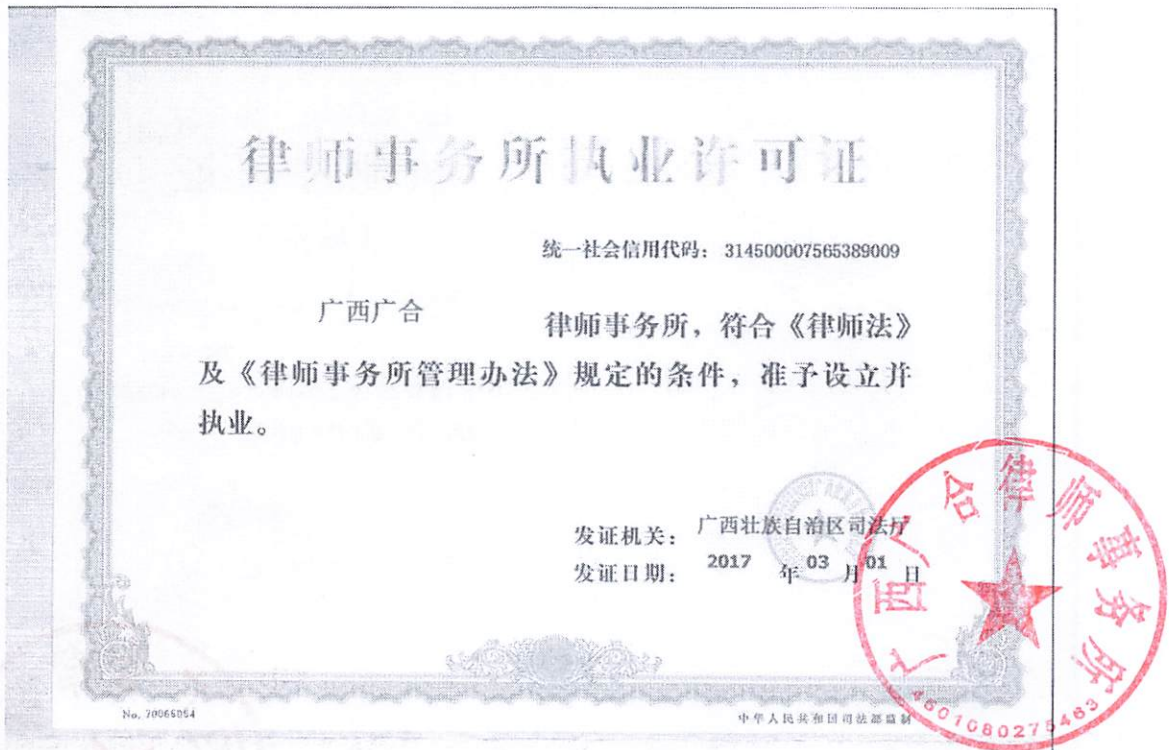 律师事务所执业许可证
统一社会信用代码: 314500007565389009
广西广合 律师事务所，符合《律师法》
及《律师事务所管理办法》规定的条件，准予设立并
执业。
发证机关: 广西壮族自治区司法厅
发证日期: 2017 年 03 月 01 日
No. 70066054
中华人民共和国司法部监制
广西广合律师事务所
4501080275463